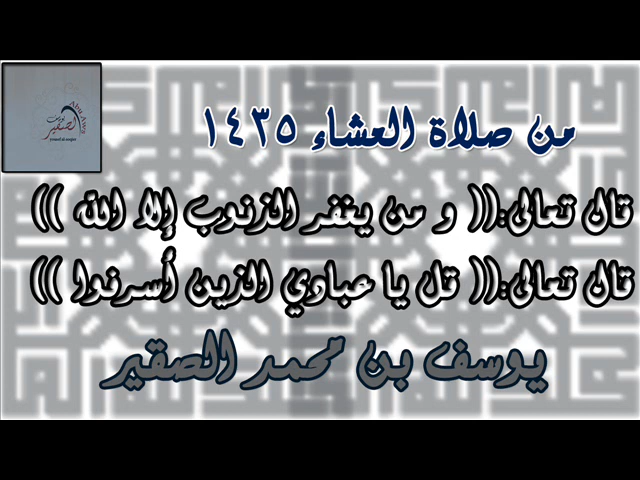 من صلاة العشاء ١٤٣٥
قال تعالى:(( و من يغفر الذنوب إلا الله ))
قال تعالى:(( قل يا عبادي الذين أسرفوا ))
يوسف بن محمد الصقير